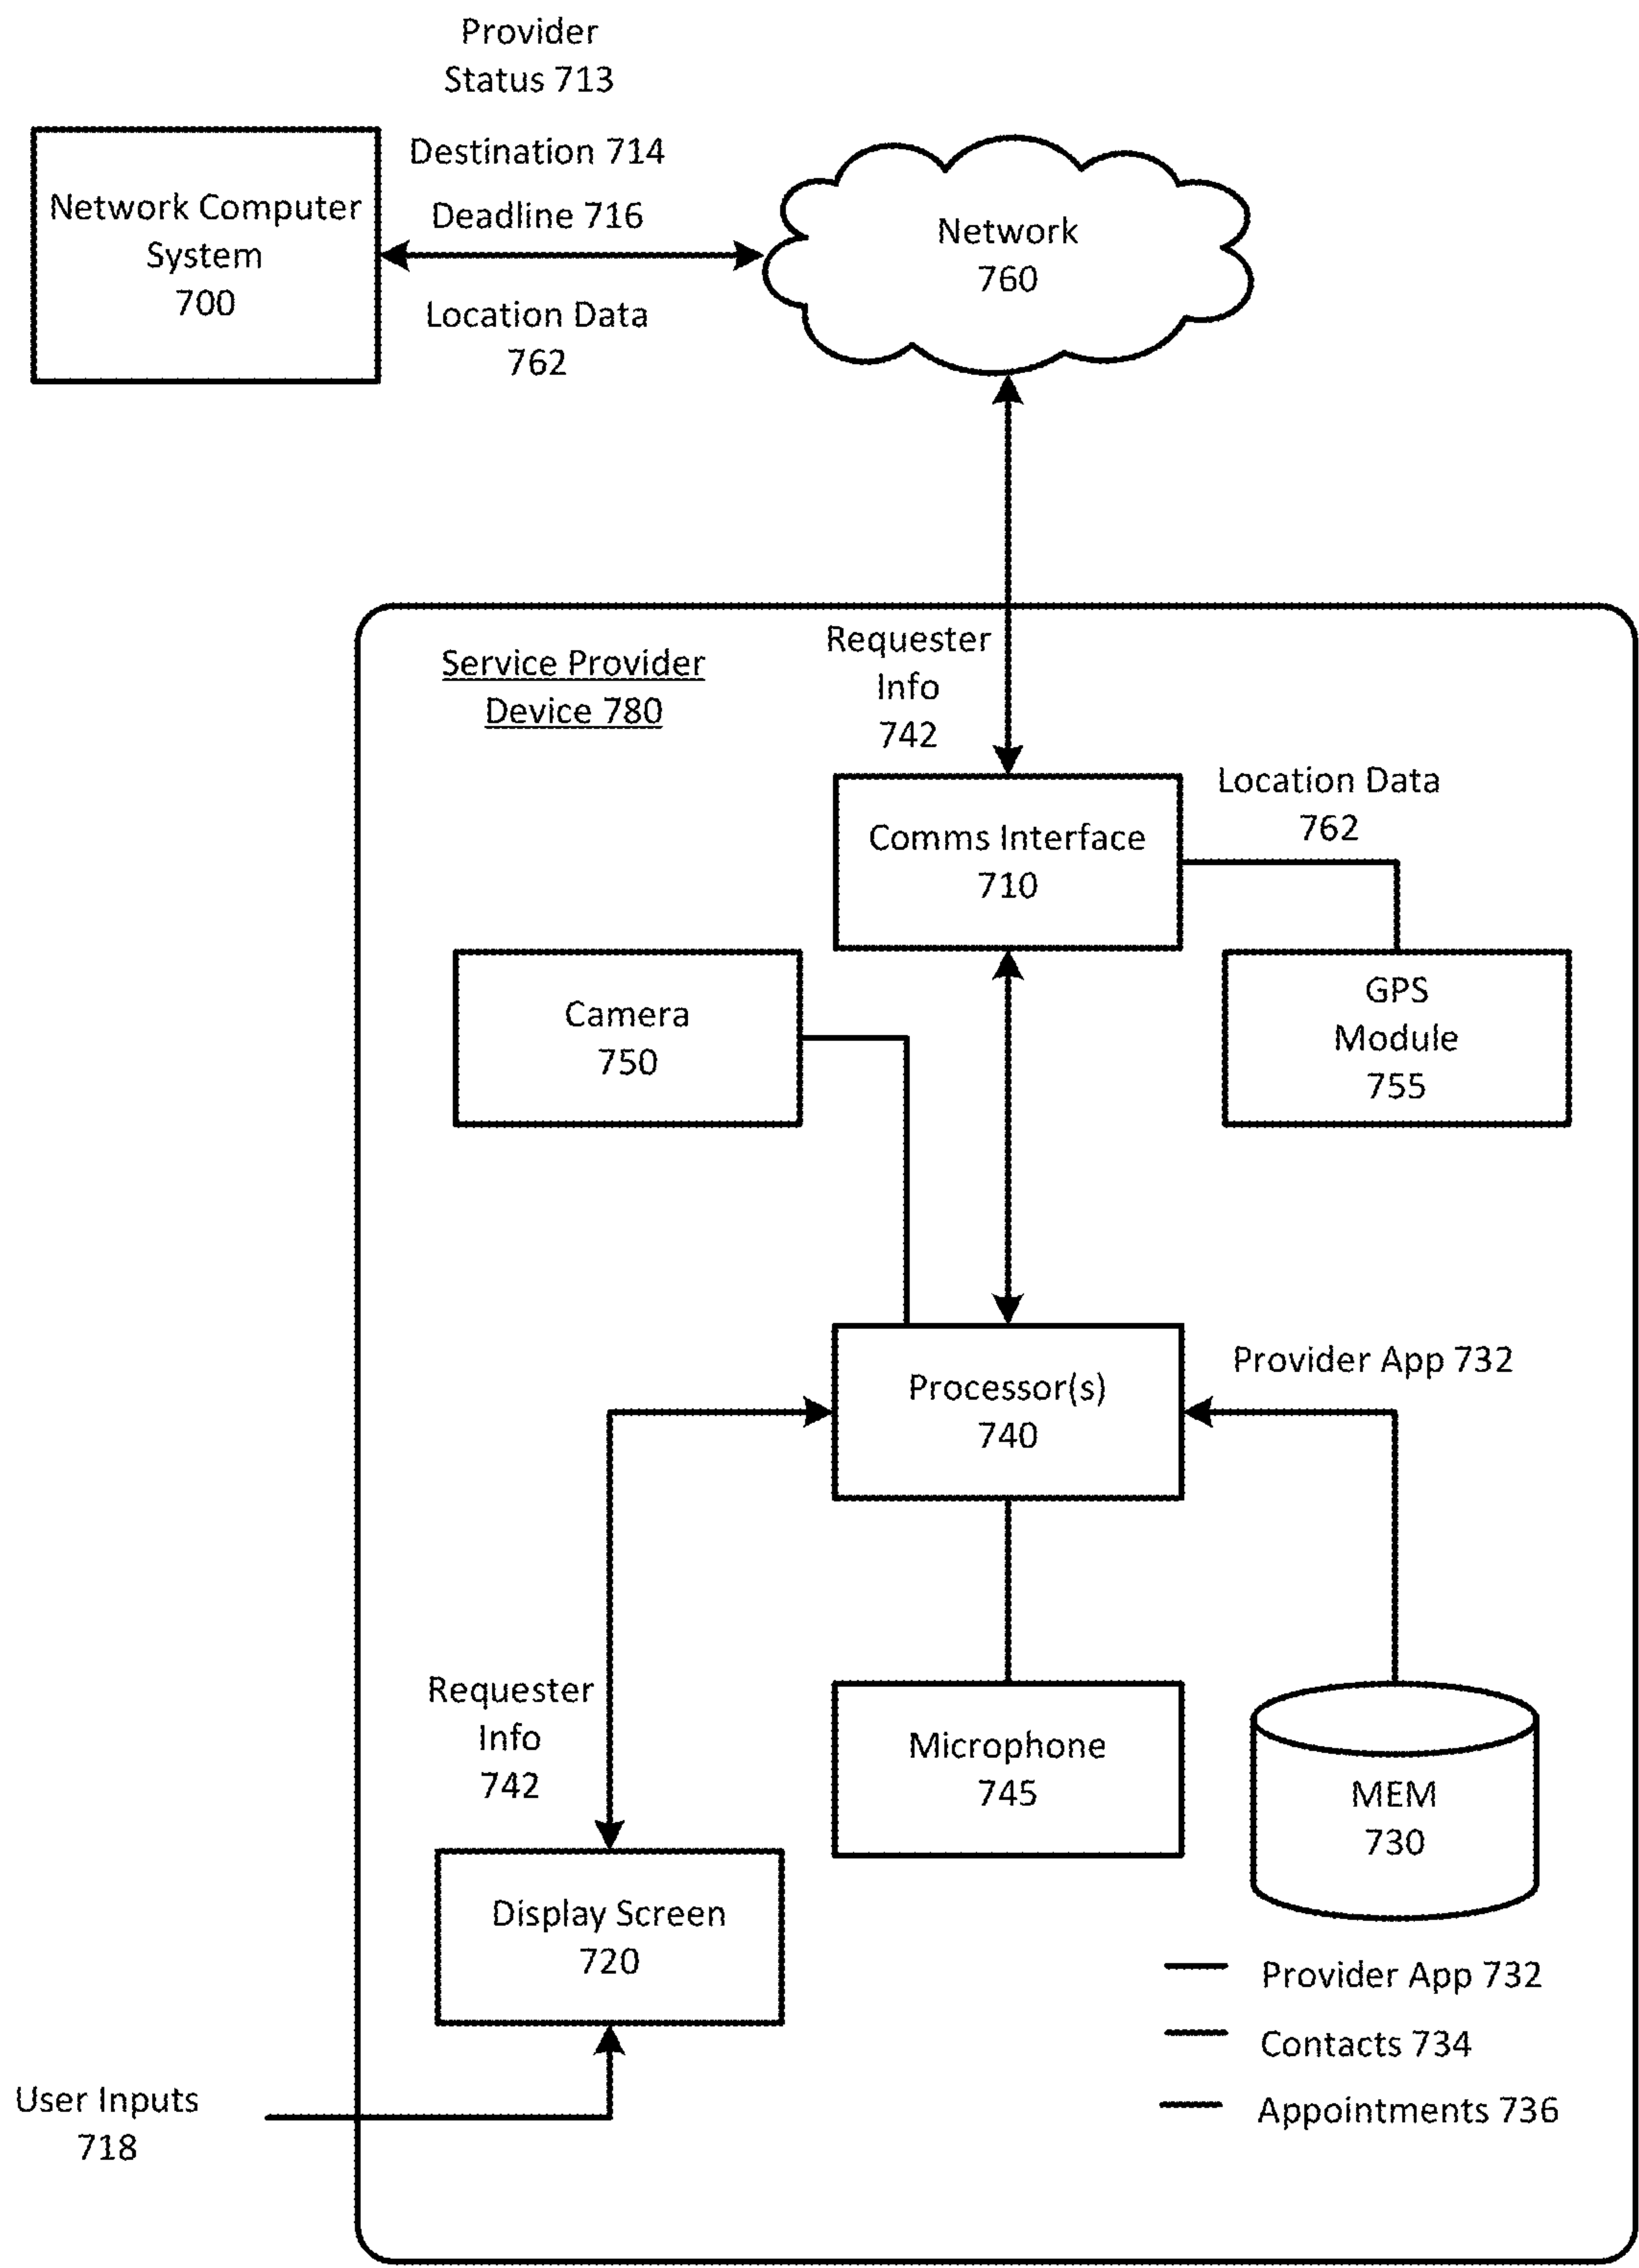 Provider
Status 713
Destination 714
Deadline 716
Network Computer
System
700
Location Data
762
Network
760
Service Provider
Device 780
Requester
Info
742
Comms Interface
710
Location Data
762
Camera
750
GPS
Module
755
Processor(s)
740
Provider App 732
Requester
Info
742
Microphone
745
MEM
730
Display Screen
720
Provider App 732
Contacts 734
Appointments 736
User Inputs
718